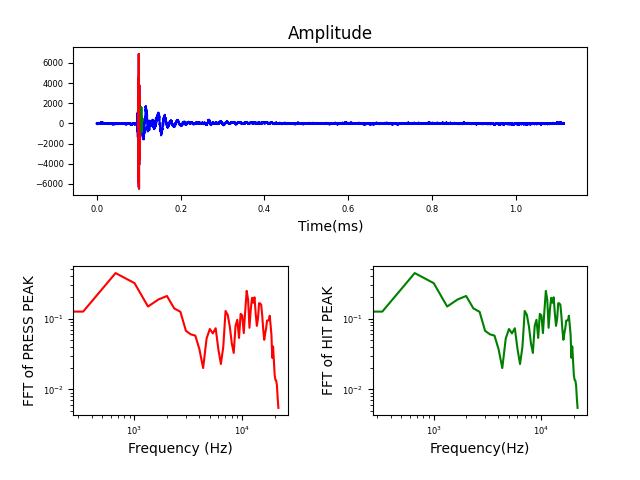 Amplitude
6000
4000
2000
0
−2000
−4000
−6000
0.0 0.2 0.4 0.6 0.8 1.0
Time(ms)
FFT of PRESS PEAK
10⁻¹
10⁻²
10³ 10⁴
Frequency (Hz)
FFT of HIT PEAK
10⁻¹
10⁻²
10³ 10⁴
Frequency(Hz)